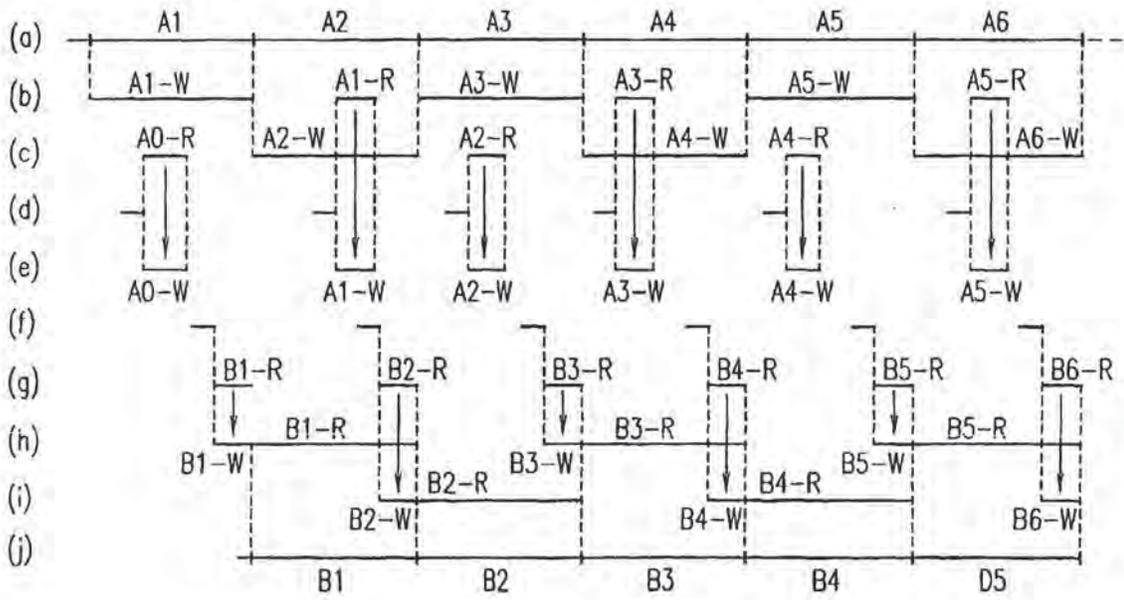 (a) A1 A2 A3 A4 A5 A6
(b) A1-W A1-R A3-W A3-R A5-W A5-R
(c) A0-R A2-W A2-R A4-W A4-R A6-W
(d)
(e)
A0-W A1-W A2-W A3-W A4-W A5-W
(f)
(g) B1-R B2-R B3-R B4-R B5-R B6-R
(h) B1-R B3-R B5-R
B1-W B3-W B5-W
(i) B2-R B4-R
B2-W B4-W B6-W
(j)
B1 B2 B3 B4 D5